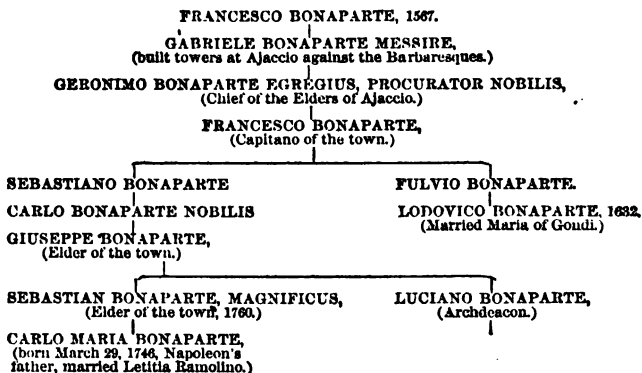 FRANCESCO BONAPARTE, 1567.
GABRIELE BONAPARTE MESSIRE,
(built towers at Ajaccio against the Barbaresques.)
GERONIMO BONAPARTE EGREGIUS, PROCURATOR NOBILIS,
(Chief of the Elders of Ajaccio.)
FRANCESCO BONAPARTE,
(Capitano of the town.)
SEBASTIANO BONAPARTE
FULVIO BONAPARTE.
CARLO BONAPARTE NOBILIS
LODOVICO BONAPARTE, 1632,
(Married Maria of Gondi.)
GIUSEPPE BONAPARTE,
(Elder of the town.)
SEBASTIAN BONAPARTE, MAGNIFICUS,
(Elder of the town, 1760.)
LUCIANO BONAPARTE,
(Archdeacon.)
CARLO MARIA BONAPARTE,
(born March 29, 1746, Napoleon's
father, married Letitia Ramolino.)